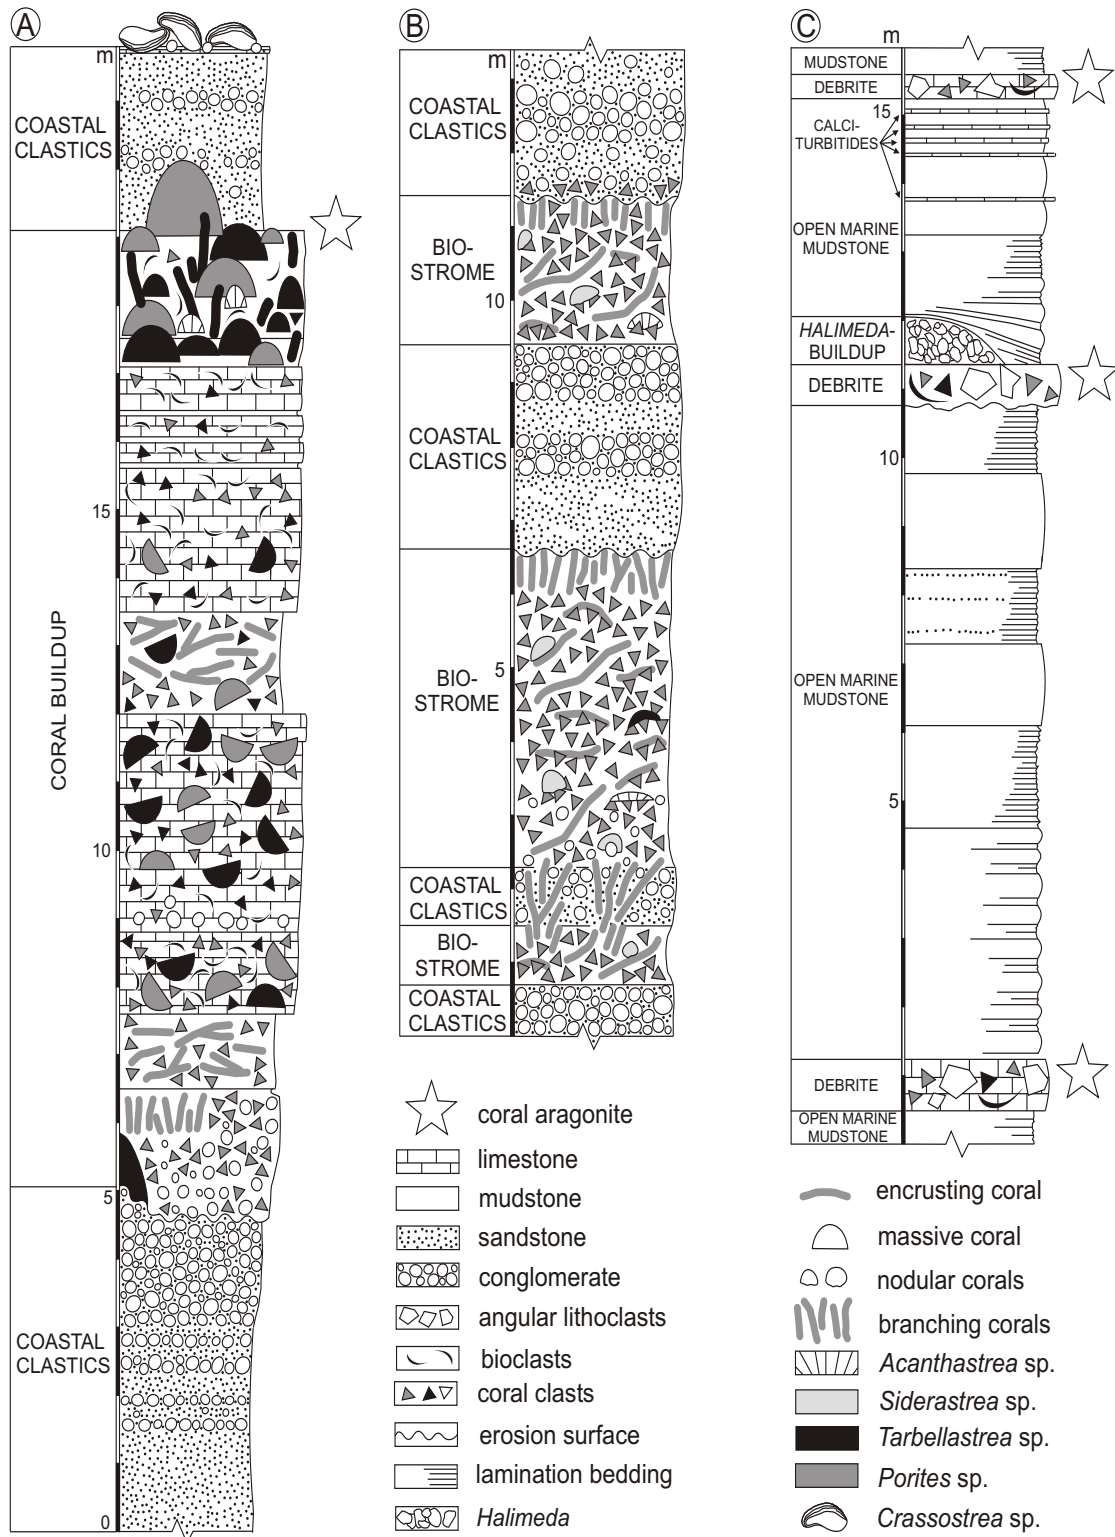 A
m
COASTAL
CLASTICS
15
CORAL BUILDUP
10
5
COASTAL
CLASTICS
0
B
m
COASTAL
CLASTICS
BIO-
STROME
10
COASTAL
CLASTICS
BIO-
STROME
5
COASTAL
CLASTICS
BIO-
STROME
COASTAL
CLASTICS
C
m
MUDSTONE
DEBRITE
15
CALCI-
TURBITIDES
OPEN MARINE
MUDSTONE
HALIMEDA-
BUILDUP
DEBRITE
10
OPEN MARINE
MUDSTONE
5
DEBRITE
OPEN MARINE
MUDSTONE
coral aragonite
limestone
mudstone
sandstone
conglomerate
angular lithoclasts
bioclasts
coral clasts
erosion surface
lamination bedding
Halimeda
encrusting coral
massive coral
nodular corals
branching corals
Acanthastrea sp.
Siderastrea sp.
Tarbellastrea sp.
Porites sp.
Crassostrea sp.